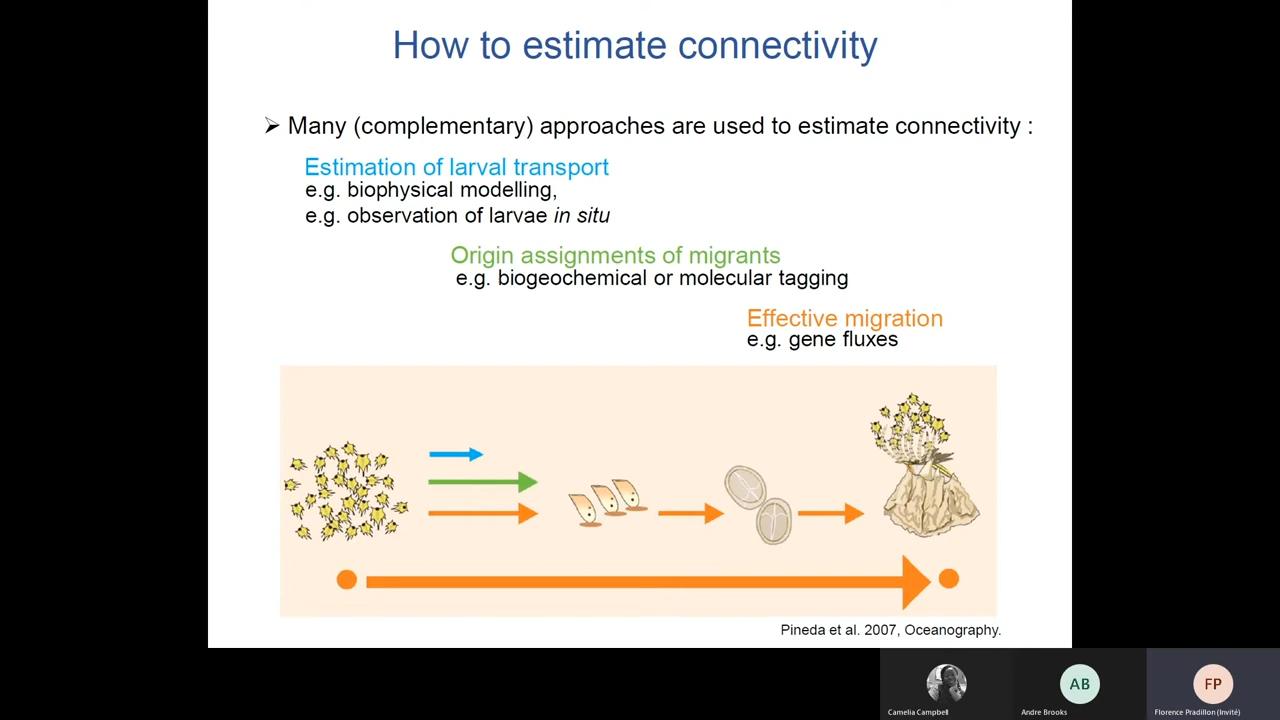 How to estimate connectivity
➢ Many (complementary) approaches are used to estimate connectivity :
Estimation of larval transport
e.g. biophysical modelling,
e.g. observation of larvae in situ
Origin assignments of migrants
e.g. biogeochemical or molecular tagging
Effective migration
e.g. gene fluxes
Pineda et al. 2007, Oceanography.
AB
FP
Camelia Campbell
Andre Brooks
Florence Pradillon (Invité)